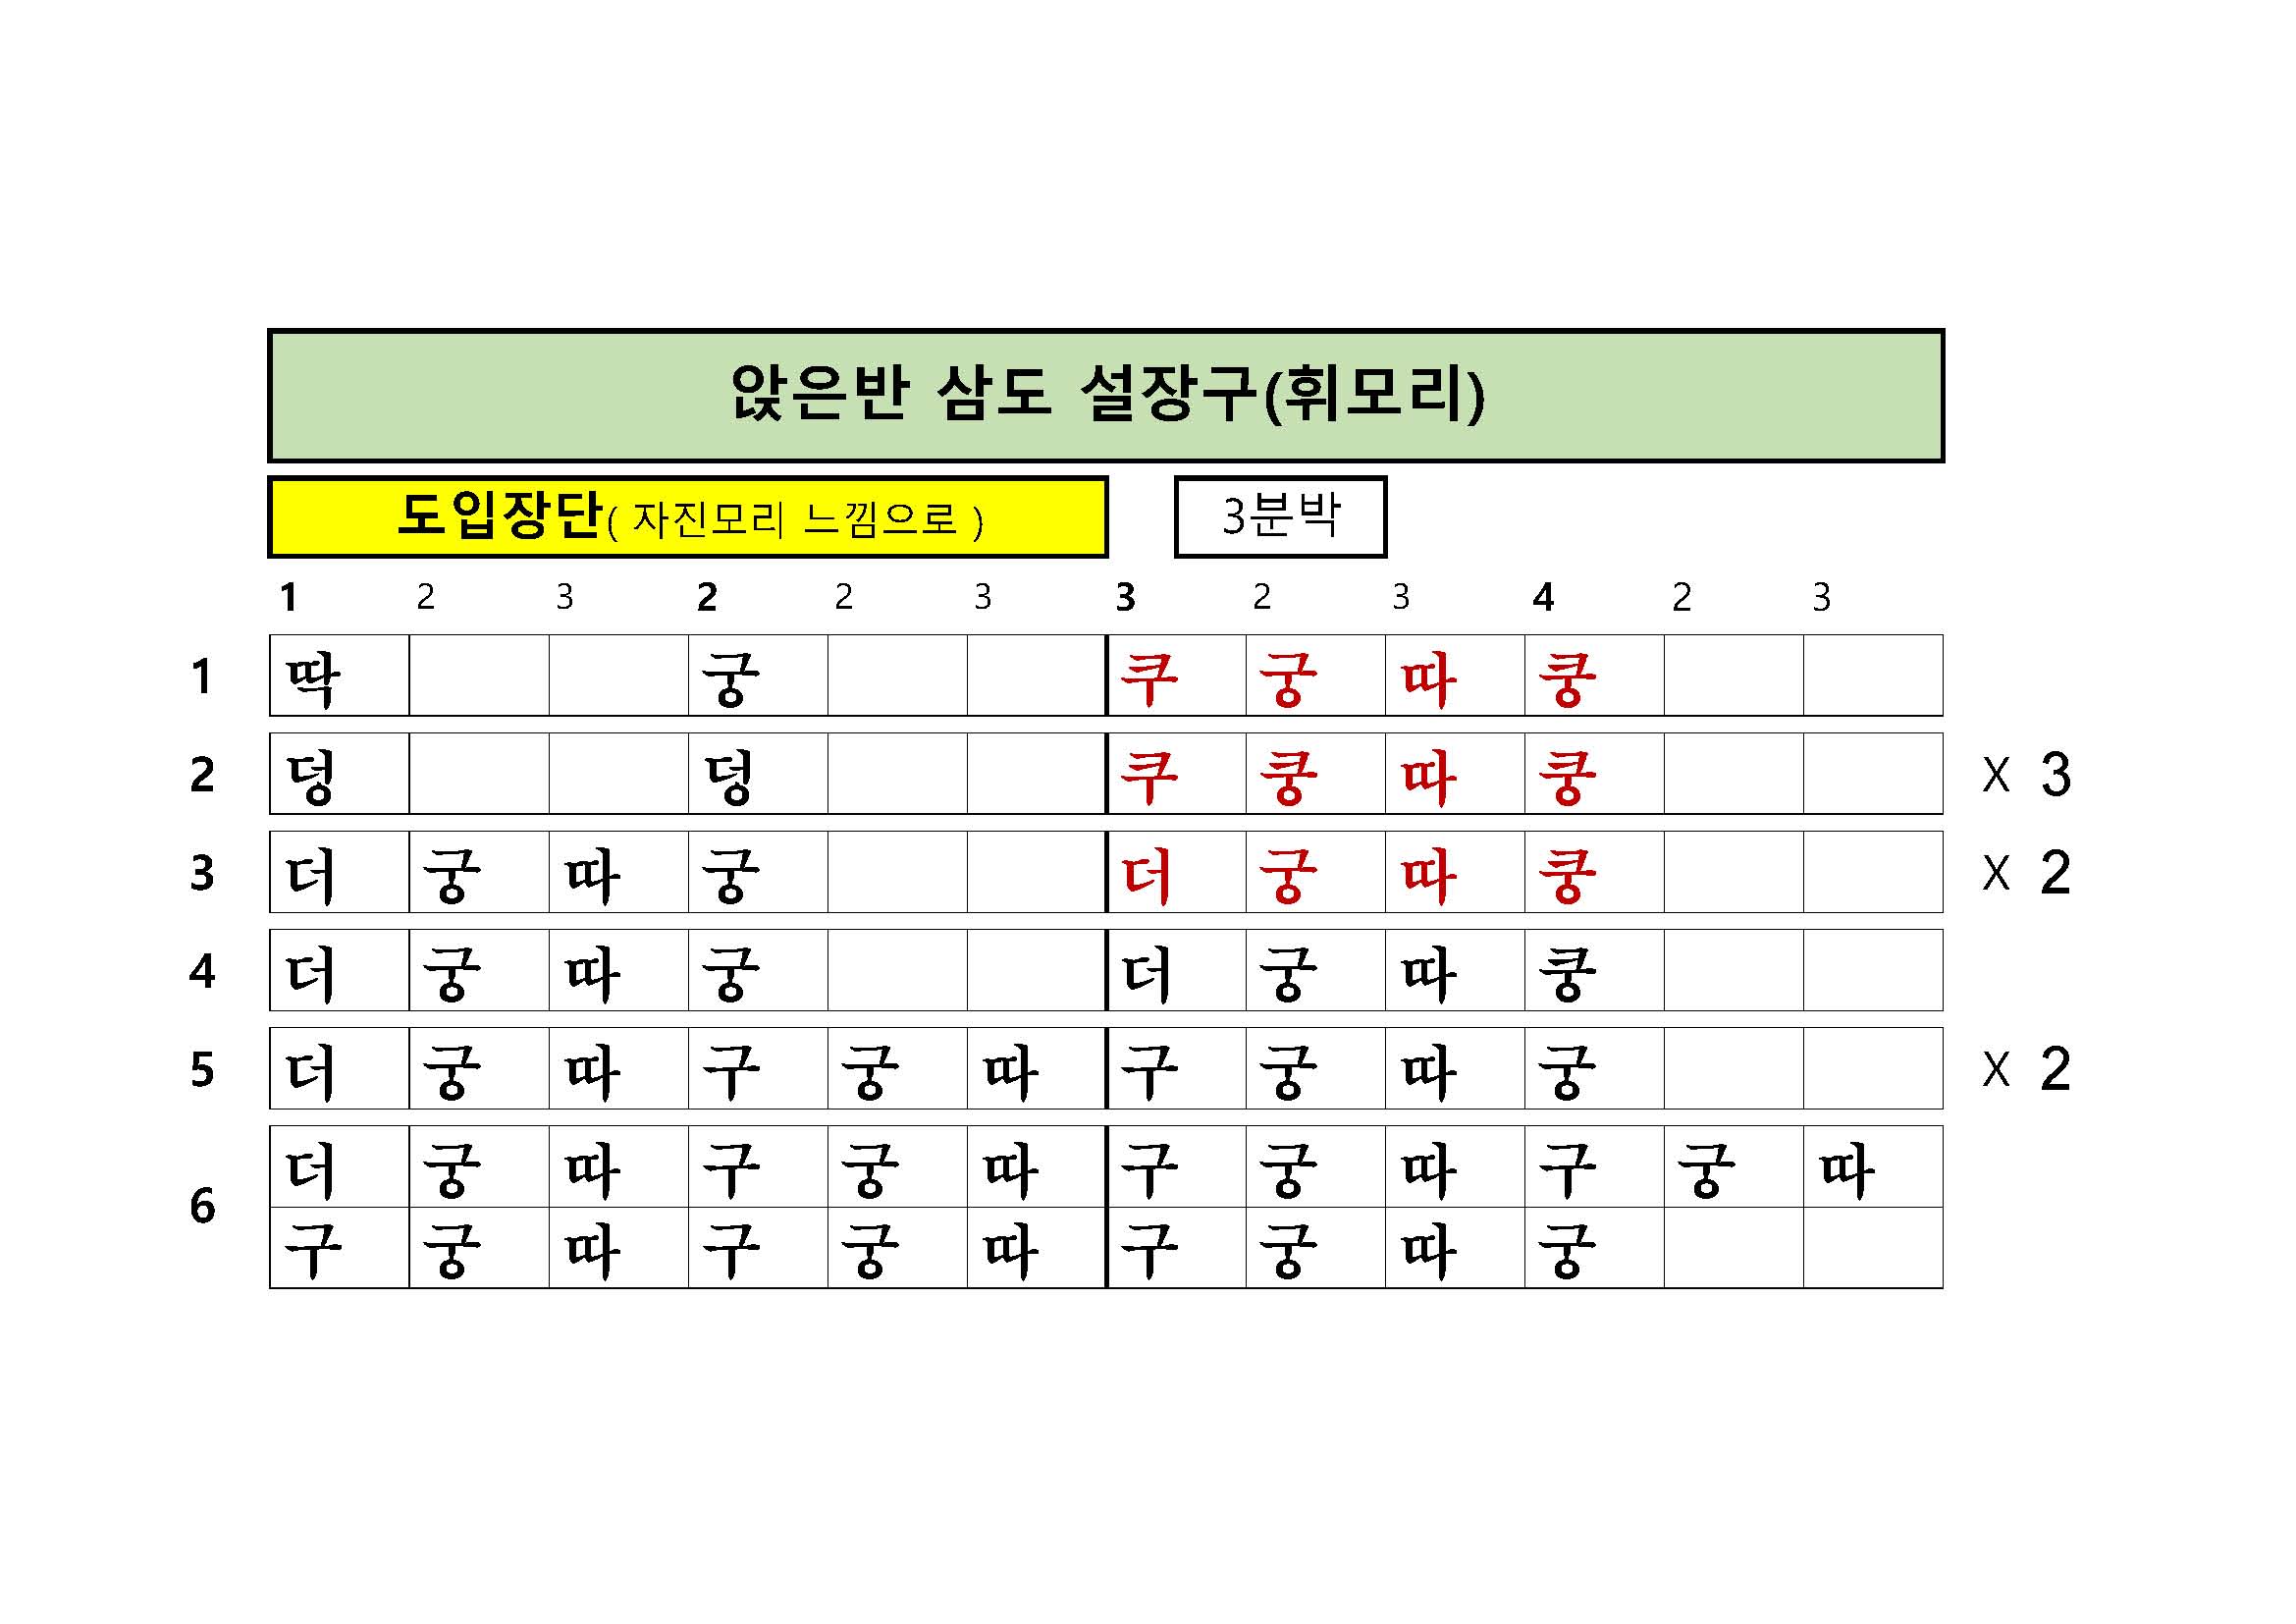 앉은반 삼도 설장구(휘모리)
도입장단( 자진모리 느낌으로 ) 3분박
1 2 3 2 2 3 3 2 3 4 2 3
1 딱 궁 쿠 궁 따 쿵
2 덩 덩 쿠 쿵 따 쿵 X 3
3 더 궁 따 궁 더 궁 따 쿵 X 2
4 더 궁 따 궁 더 궁 따 쿵
5 더 궁 따 구 궁 따 구 궁 따 궁 X 2
6 더 궁 따 구 궁 따 구 궁 따 구 궁 따
구 궁 따 구 궁 따 구 궁 따 궁